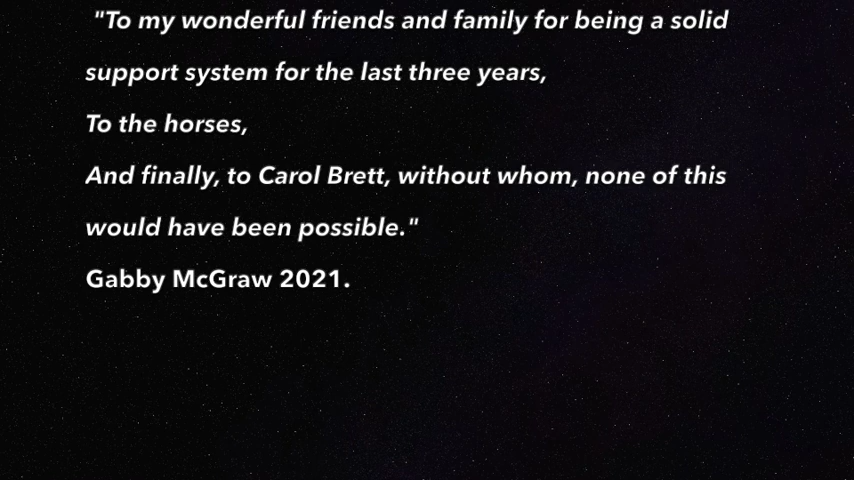 "To my wonderful friends and family for being a solid
support system for the last three years,
To the horses,
And finally, to Carol Brett, without whom, none of this
would have been possible."
Gabby McGraw 2021.